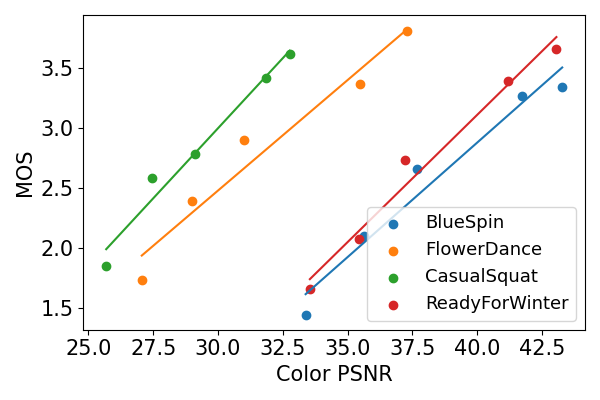 MOS
3.5
3.0
2.5
2.0
1.5
BlueSpin
FlowerDance
CasualSquat
ReadyForWinter
25.0 27.5 30.0 32.5 35.0 37.5 40.0 42.5
Color PSNR